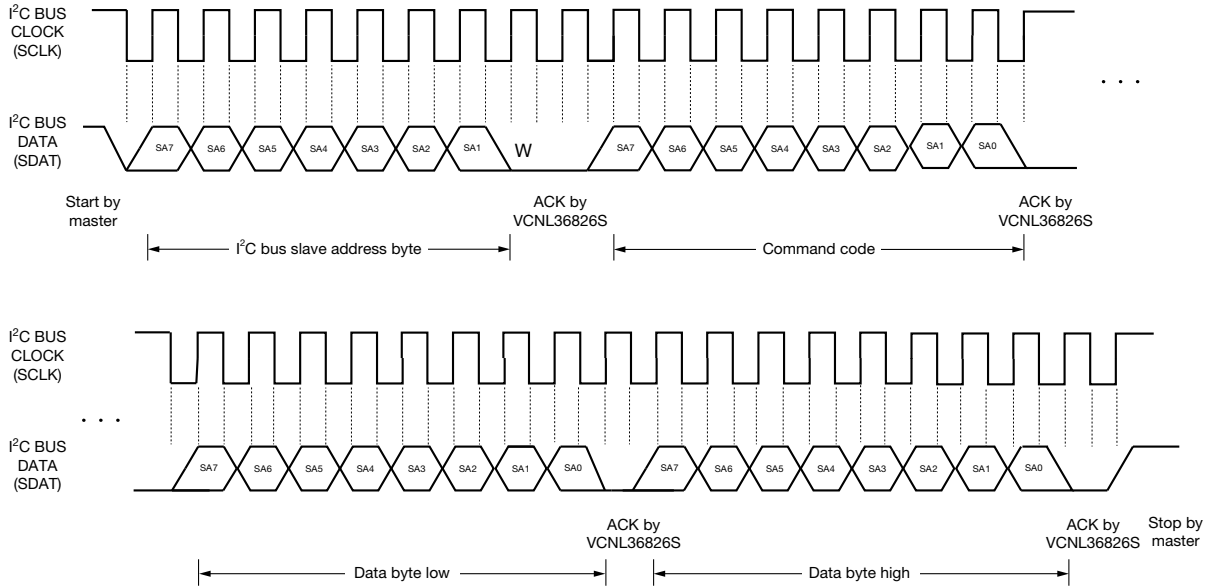 I²C BUS
CLOCK
(SCLK)
. . .
I²C BUS
DATA
(SDAT)
SA7 SA6 SA5 SA4 SA3 SA2 SA1 W SA7 SA6 SA5 SA4 SA3 SA2 SA1 SA0
Start by
master
ACK by
VCNL36826S
ACK by
VCNL36826S
I²C bus slave address byte
Command code
I²C BUS
CLOCK
(SCLK)
. . .
I²C BUS
DATA
(SDAT)
SA7 SA6 SA5 SA4 SA3 SA2 SA1 SA0 SA7 SA6 SA5 SA4 SA3 SA2 SA1 SA0
ACK by
VCNL36826S
ACK by
VCNL36826S
Stop by
master
Data byte low
Data byte high